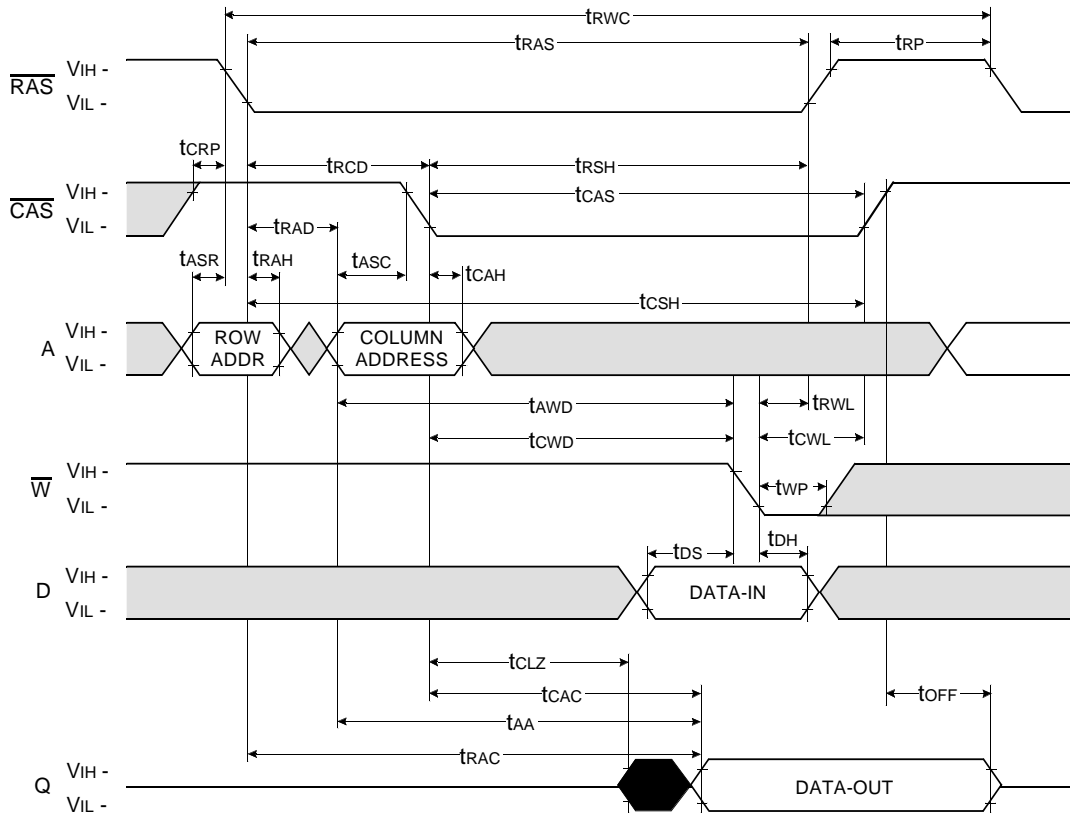 tRWC
tRAS
tRP
RAS
VIH -
VIL -
tCRP
tRCD
tRSH
CAS
VIH -
VIL -
tCAS
tRAD
tASR
tRAH
tASC
tCAH
tCSH
A
VIH -
VIL -
ROW
ADDR
COLUMN
ADDRESS
tAWD
tRWL
tCWD
tCWL
W
VIH -
VIL -
tWP
tDS
tDH
D
VIH -
VIL -
DATA-IN
tCLZ
tCAC
tOFF
tAA
tRAC
Q
VIH -
VIL -
DATA-OUT